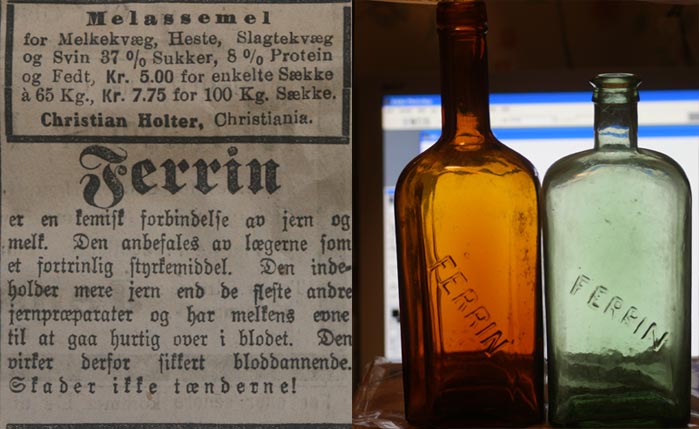 Melassemel
for Melkekvæg, Heste, Slagtekvæg
og Svin 37 % Sukker, 8 % Protein
og Fedt, Kr. 5.00 for enkelte Sække
à 65 Kg., Kr. 7.75 for 100 Kg. Sække.
Christian Holter, Christiania.
Ferrin
er en kemisk forbindelse av jern og
melk. Den anbefales av lægerne som
et fortrinlig styrkemiddel. Den inde-
holder mere jern end de fleste andre
jernpræparater og har melkens evne
til at gaa hurtig over i blodet. Den
virker derfor sikkert bloddannende.
Skader ikke tænderne!
FERRIN
FERRIN